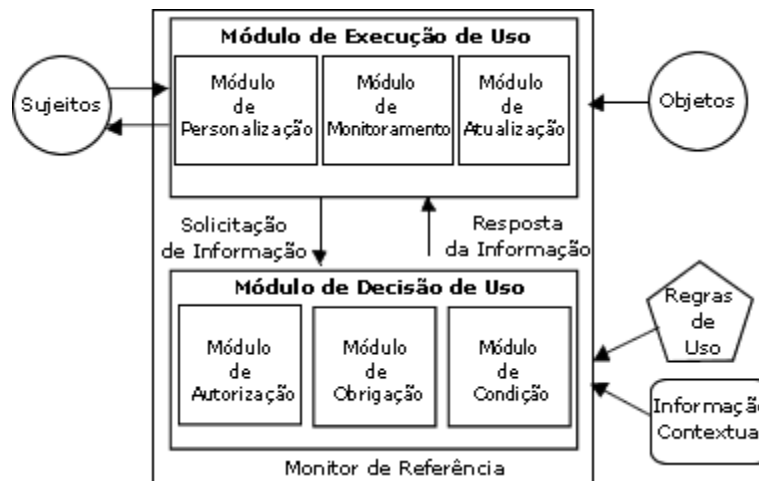 Módulo de Execução de Uso
Sujeitos
Módulo
de
Personalização
Módulo
de
Monitoramento
Módulo
de
Atualização
Objetos
Solicitação
de Informação
Resposta
da Informação
Módulo de Decisão de Uso
Módulo
de
Autorização
Módulo
de
Obrigação
Módulo
de
Condição
Regras
de
Uso
Informação
Contextual
Monitor de Referência